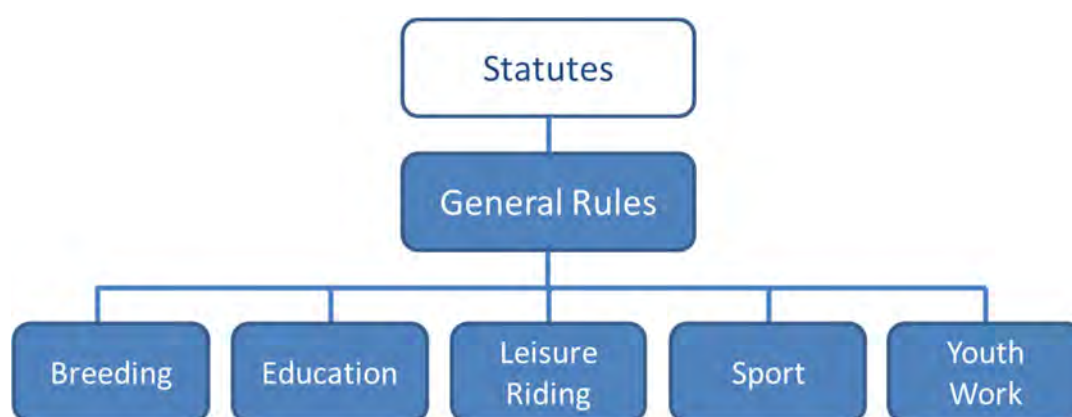 Statutes
General Rules
Breeding
Education
Leisure
Riding
Sport
Youth
Work